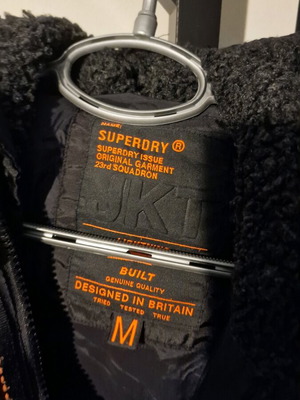 SUPERDRY®
SUPERDRY ISSUE
ORIGINAL GARMENT
23rd SQUADRON
JKT
BUILT
GENUINE QUALITY
DESIGNED IN BRITAIN
TRIED TESTED TRUE
M